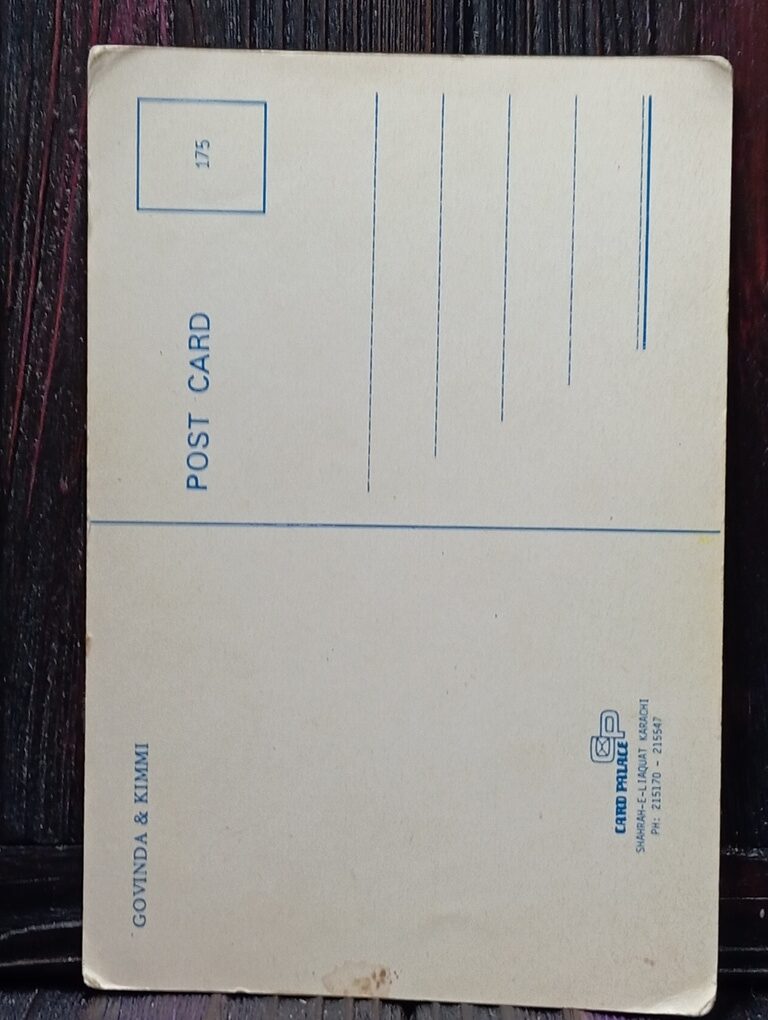 GOVINDA & KIMMI
CARD PALACE
SHAHRAH-E-LIAQUAT KARACHI
PH: 215170 - 215547
POST CARD
175